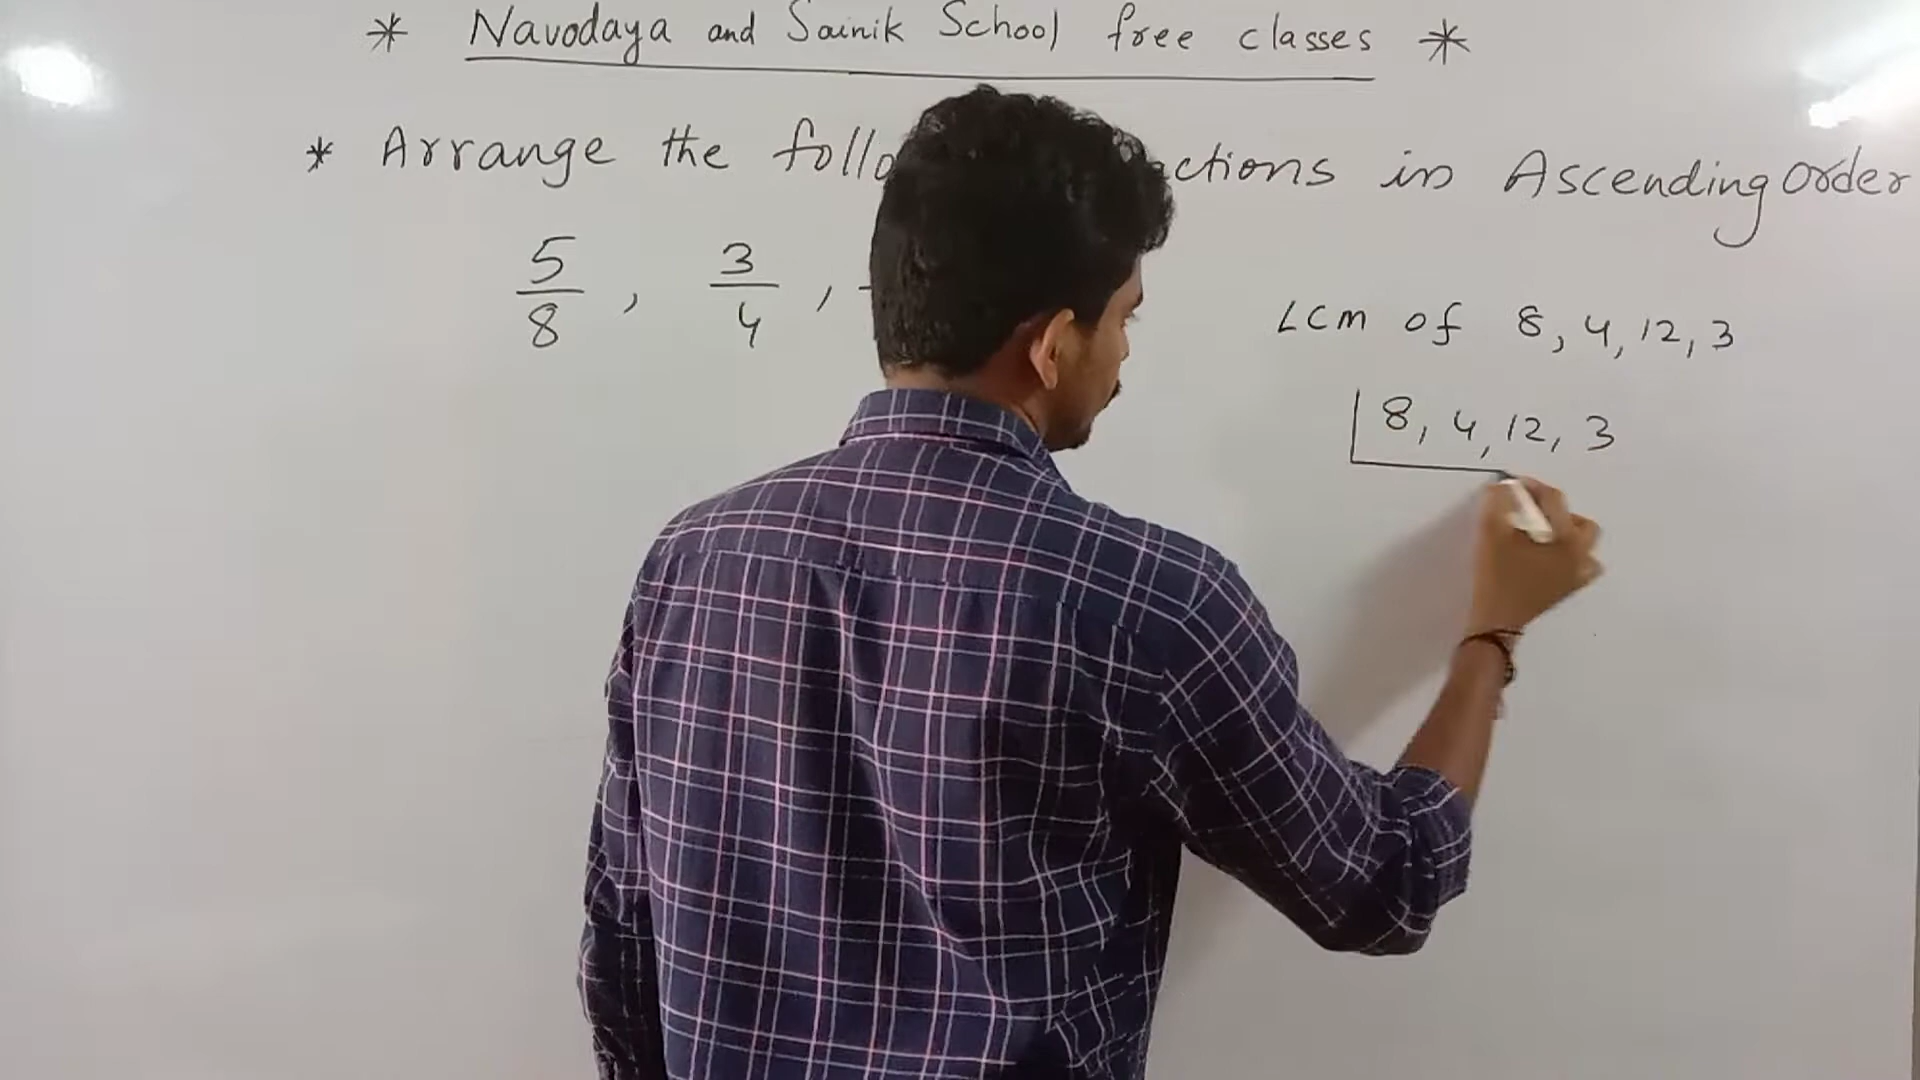 * Navodaya and Sainik School free classes *
* Arrange the follo ctions in Ascending Order
5/8 , 3/4 ,
LCM of 8, 4, 12, 3
8, 4, 12, 3